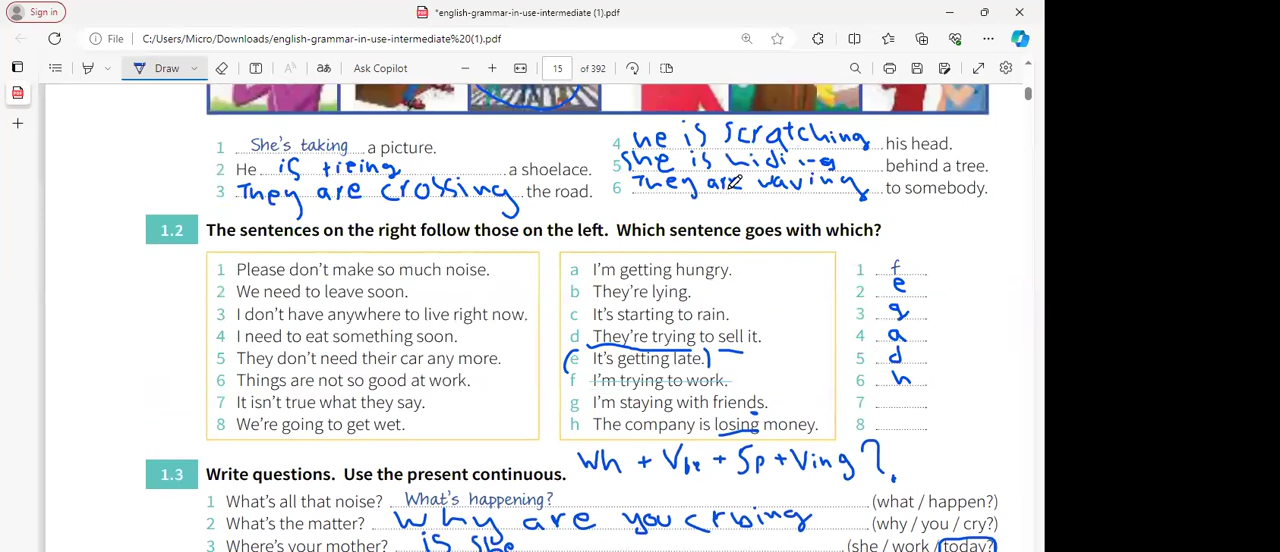 Sign in
*english-grammar-in-use-intermediate (1).pdf
File C:/Users/Micro/Downloads/english-grammar-in-use-intermediate%20(1).pdf
Draw
Ask Copilot
15 of 392
1 She's taking a picture.
2 He is tieing a shoelace.
3 They are crossing the road.
4 he is scratching his head.
5 she is hiding behind a tree.
6 They are waving to somebody.
1.2 The sentences on the right follow those on the left. Which sentence goes with which?
1 Please don't make so much noise.
2 We need to leave soon.
3 I don't have anywhere to live right now.
4 I need to eat something soon.
5 They don't need their car any more.
6 Things are not so good at work.
7 It isn't true what they say.
8 We're going to get wet.
a I'm getting hungry.
b They're lying.
c It's starting to rain.
d They're trying to sell it.
e It's getting late.
f I'm trying to work.
g I'm staying with friends.
h The company is losing money.
1 f
2 e
3 g
4 a
5 d
6 h
7
8
Wh + Vbe + Sp + Ving ?
1.3 Write questions. Use the present continuous.
1 What's all that noise? What's happening? (what / happen?)
2 What's the matter? why are you crying (why / you / cry?)
3 Where's your mother? is she (she / work / today?)